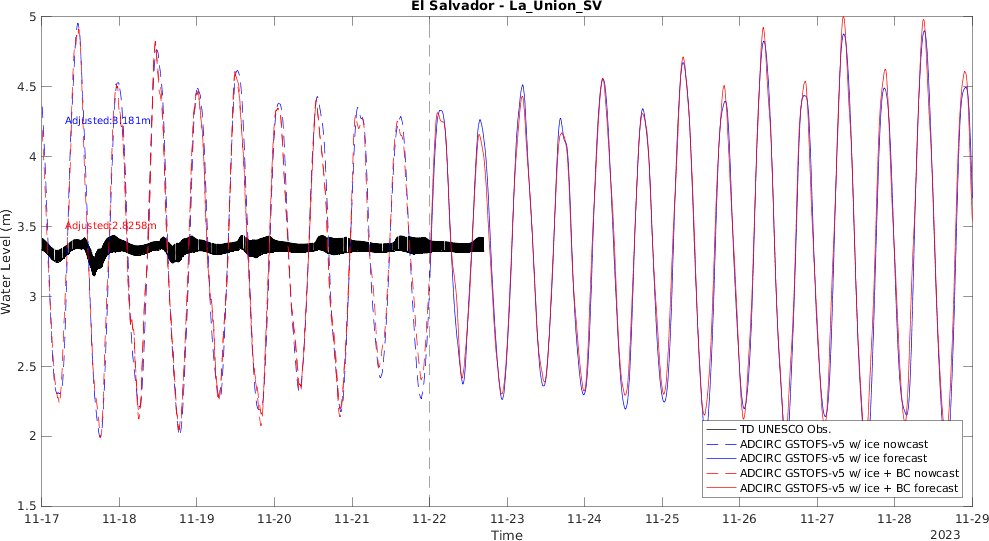 El Salvador - La_Union_SV
Water Level (m)
5
4.5
4
3.5
3
2.5
2
1.5
Adjusted:3.181m
Adjusted:2.8258m
TD UNESCO Obs.
ADCIRC GSTOFS-v5 w/ ice nowcast
ADCIRC GSTOFS-v5 w/ ice forecast
ADCIRC GSTOFS-v5 w/ ice + BC nowcast
ADCIRC GSTOFS-v5 w/ ice + BC forecast
11-17 11-18 11-19 11-20 11-21 11-22 11-23 11-24 11-25 11-26 11-27 11-28 11-29
Time
2023